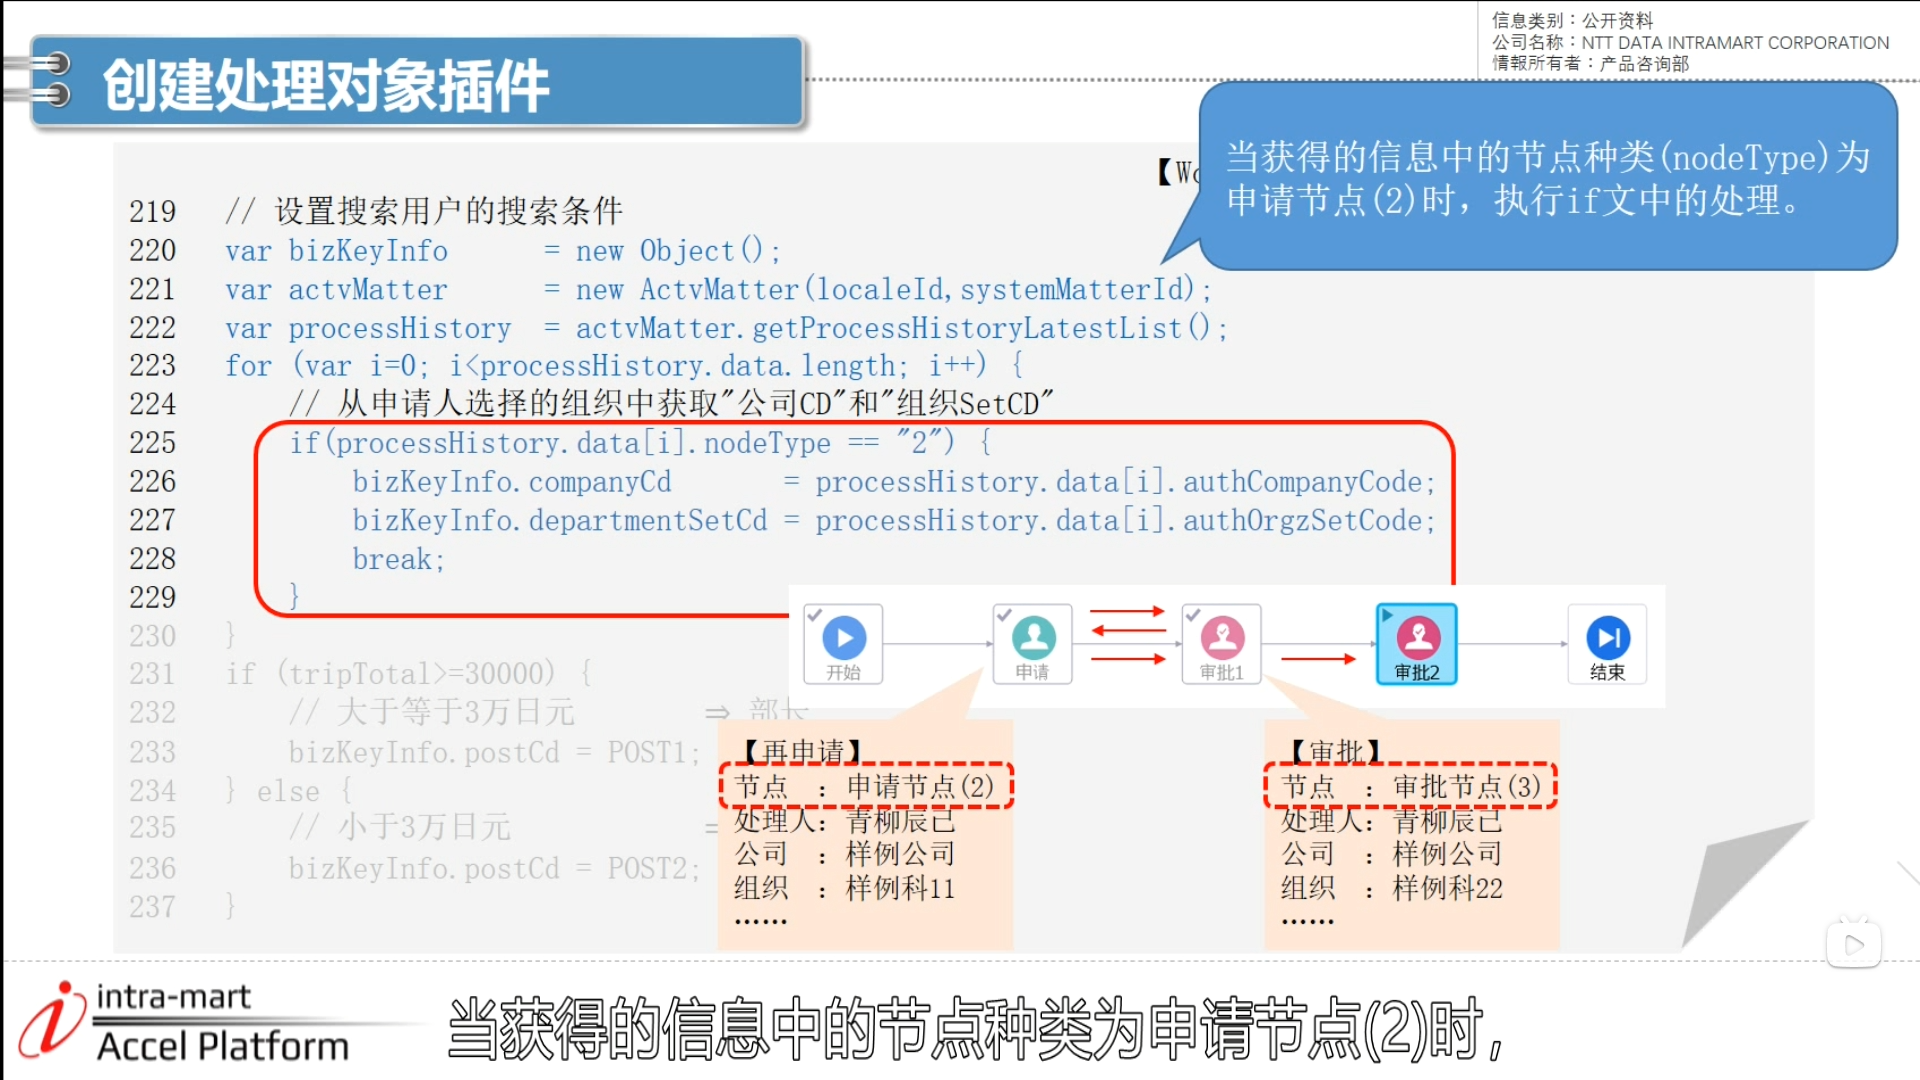 信息类别：公开资料
公司名称：NTT DATA INTRAMART CORPORATION
情報所有者：产品咨询部
创建处理对象插件
当获得的信息中的节点种类(nodeType)为
申请节点(2)时，执行if文中的处理。
【Wo
219 // 设置搜索用户的搜索条件
220 var bizKeyInfo = new Object();
221 var actvMatter = new ActvMatter(localeId,systemMatterId);
222 var processHistory = actvMatter.getProcessHistoryLatestList();
223 for (var i=0; i<processHistory.data.length; i++) {
224 // 从申请人选择的组织中获取"公司CD"和"组织SetCD"
225 if(processHistory.data[i].nodeType == "2") {
226 bizKeyInfo.companyCd = processHistory.data[i].authCompanyCode;
227 bizKeyInfo.departmentSetCd = processHistory.data[i].authOrgzSetCode;
228 break;
229 }
230 }
231 if (tripTotal>=30000) {
232 // 大于等于3万日元 ⇒ 部长
233 bizKeyInfo.postCd = POST1;
234 } else {
235 // 小于3万日元 =
236 bizKeyInfo.postCd = POST2;
237 }
开始 申请 审批1 审批2 结束
【再申请】
节点 ：申请节点(2)
处理人：青柳辰巳
公司 ：样例公司
组织 ：样例科11
……
【审批】
节点 ：审批节点(3)
处理人：青柳辰巳
公司 ：样例公司
组织 ：样例科22
……
intra-mart
Accel Platform
当获得的信息中的节点种类为申请节点(2)时，